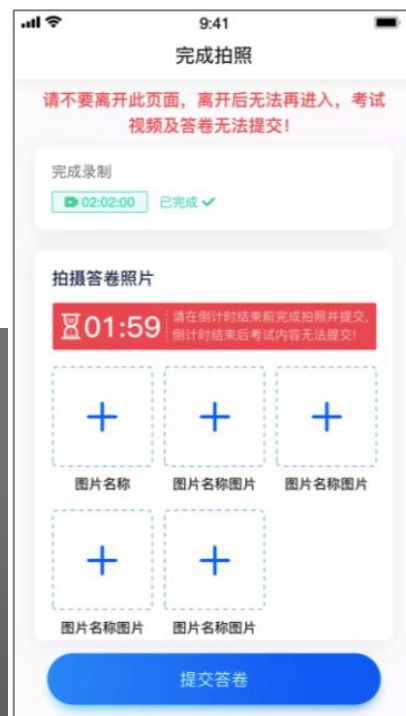 9:41
完成拍照
请不要离开此页面，离开后无法再进入，考试
视频及答卷无法提交！
完成录制
02:02:00 已完成
拍摄答卷照片
01:59
请在倒计时结束前完成拍照并提交，
倒计时结束后考试内容无法提交！
图片名称 图片名称图片 图片名称图片
图片名称图片 图片名称图片
提交答卷